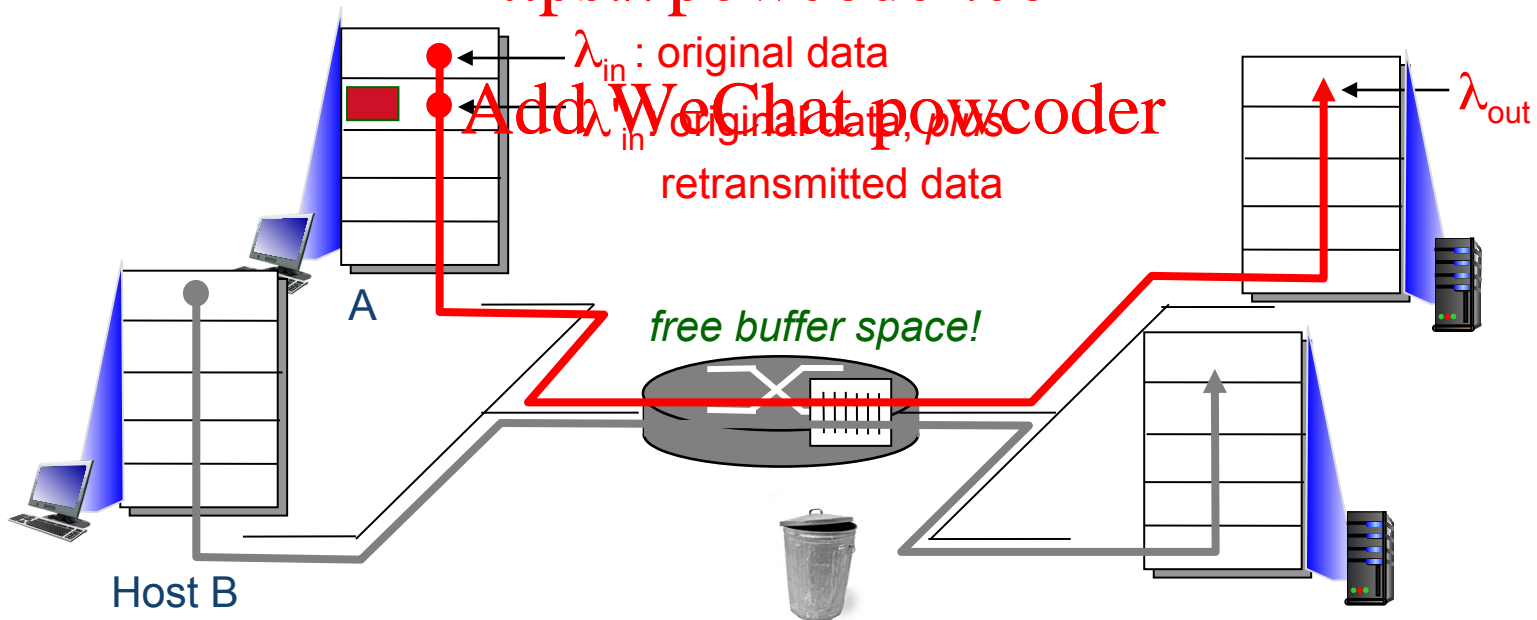 λin : original data
Add WeChat powcoder
λ'in: original data, plus
retransmitted data
λout
A
free buffer space!
Host B